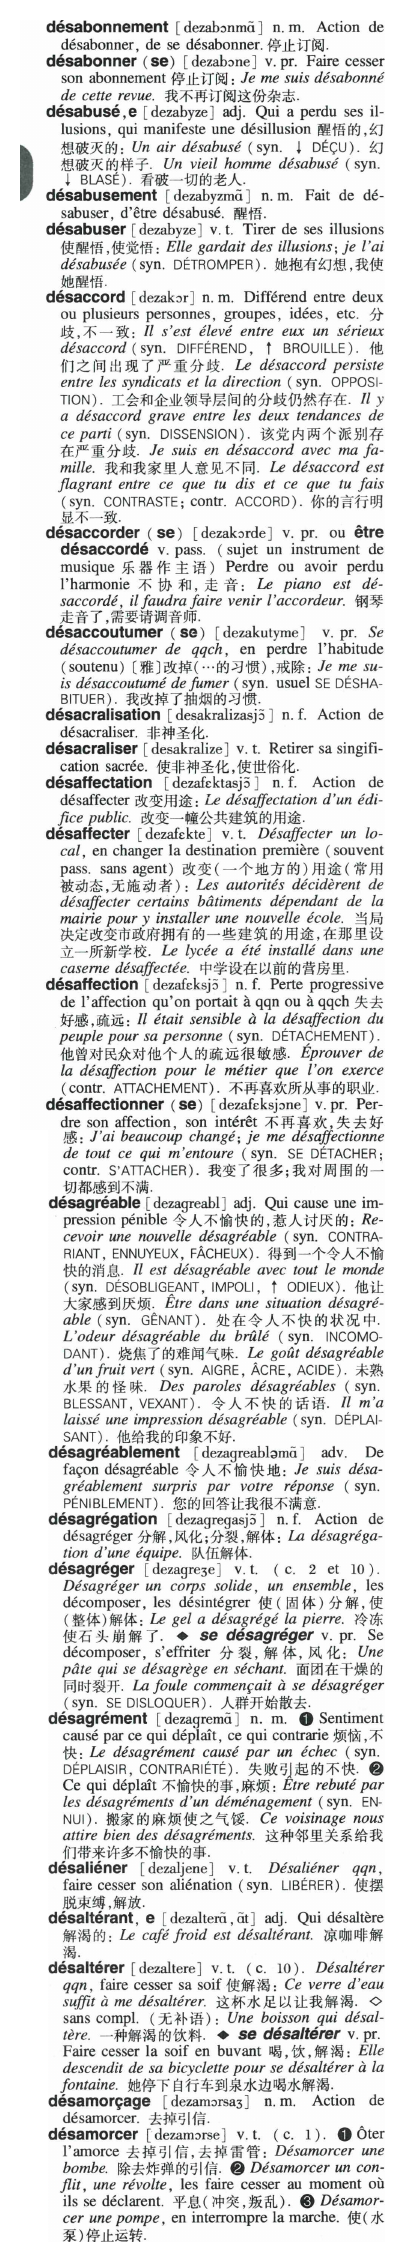 désabonnement [dezabɔnmɑ̃] n. m. Action de
désabonner, de se désabonner. 停止订阅.
désabonner (se) [dezabɔne] v. pr. Faire cesser
son abonnement 停止订阅: Je me suis désabonné
de cette revue. 我不再订阅这份杂志.
désabusé, e [dezabyze] adj. Qui a perdu ses il-
lusions, qui manifeste une désillusion 醒悟的,幻
想破灭的: Un air désabusé (syn. ↓ DÉÇU). 幻
想破灭的样子. Un vieil homme désabusé (syn.
↓ BLASÉ). 看破一切的老人.
désabusement [dezabyzmɑ̃] n. m. Fait de dé-
sabuser, d'être désabusé. 醒悟.
désabuser [dezabyze] v. t. Tirer de ses illusions
使醒悟,使觉悟: Elle gardait des illusions; je l'ai
désabusée (syn. DÉTROMPER). 她抱有幻想,我使
她醒悟.
désaccord [dezakɔr] n. m. Différend entre deux
ou plusieurs personnes, groupes, idées, etc. 分
歧,不一致: Il s'est élevé entre eux un sérieux
désaccord (syn. DIFFÉREND, ↑ BROUILLE). 他
们之间出现了严重分歧. Le désaccord persiste
entre les syndicats et la direction (syn. OPPOSI-
TION). 工会和企业领导层间的分歧仍然存在. Il y
a désaccord grave entre les deux tendances de
ce parti (syn. DISSENSION). 该党内两个派别存
在严重分歧. Je suis en désaccord avec ma fa-
mille. 我和我家里人意见不同. Le désaccord est
flagrant entre ce que tu dis et ce que tu fais
(syn. CONTRASTE; contr. ACCORD). 你的言行明
显不一致.
désaccorder (se) [dezakɔrde] v. pr. ou être
désaccordé v. pass. (sujet un instrument de
musique 乐器作主语) Perdre ou avoir perdu
l'harmonie 不协和,走音: Le piano est dé-
saccordé, il faudra faire venir l'accordeur. 钢琴
走音了,需要请调音师.
désaccoutumer (se) [dezakutyme] v. pr. Se
désaccoutumer de qqch, en perdre l'habitude
(soutenu) [雅]改掉(…的习惯),戒除: Je me su-
is désaccoutumé de fumer (syn. usuel SE DÉSHA-
BITUER). 我改掉了抽烟的习惯.
désacralisation [desakralizasjɔ̃] n. f. Action de
désacraliser. 非神圣化.
désacraliser [desakralize] v. t. Retirer sa singifi-
cation sacrée. 使非神圣化,使世俗化.
désaffectation [dezafɛktasjɔ̃] n. f. Action de
désaffecter 改变用途: Le désaffectation d'un édi-
fice public. 改变一幢公共建筑的用途.
désaffecter [dezafɛkte] v. t. Désaffecter un lo-
cal, en changer la destination première (souvent
pass. sans agent) 改变(一个地方的)用途(常用
被动态,无施动者): Les autorités décidèrent de
désaffecter certains bâtiments dépendant de la
mairie pour y installer une nouvelle école. 当局
决定改变市政府拥有的一些建筑的用途,在那里设
立一所新学校. Le lycée a été installé dans une
caserne désaffectée. 中学设在以前的营房里.
désaffection [dezafɛksjɔ̃] n. f. Perte progressive
de l'affection qu'on portait à qqn ou à qqch 失去
好感,疏远: Il était sensible à la désaffection du
peuple pour sa personne (syn. DÉTACHEMENT).
他曾对民众对他个人的疏远很敏感. Éprouver de
la désaffection pour le métier que l'on exerce
(contr. ATTACHEMENT). 不再喜欢所从事的职业.
désaffectionner (se) [dezafɛksjɔne] v. pr. Per-
dre son affection, son intérêt 不再喜欢,失去好
感: J'ai beaucoup changé; je me désaffectionne
de tout ce qui m'entoure (syn. SE DÉTACHER;
contr. S'ATTACHER). 我变了很多;我对周围的一
切都感到不满.
désagréable [dezagreabl] adj. Qui cause une im-
pression pénible 令人不愉快的,惹人讨厌的: Re-
cevoir une nouvelle désagréable (syn. CONTRA-
RIANT, ENNUYEUX, FÂCHEUX). 得到一个令人不愉
快的消息. Il est désagréable avec tout le monde
(syn. DÉSOBLIGEANT, IMPOLI, ↑ ODIEUX). 他让
大家感到厌烦. Être dans une situation désagré-
able (syn. GÊNANT). 处在令人不快的状况中.
L'odeur désagréable du brûlé (syn. INCOMO-
DANT). 烧焦了的难闻气味. Le goût désagréable
d'un fruit vert (syn. AIGRE, ÂCRE, ACIDE). 未熟
水果的怪味. Des paroles désagréables (syn.
BLESSANT, VEXANT). 令人不快的话语. Il m'a
laissé une impression désagréable (syn. DÉPLAI-
SANT). 他给我的印象不好.
désagréablement [dezagreabləmɑ̃] adv. De
façon désagréable 令人不愉快地: Je suis désa-
gréablement surpris par votre réponse (syn.
PÉNIBLEMENT). 您的回答让我很不满意.
désagrégation [dezagregasjɔ̃] n. f. Action de
désagréger 分解,风化;分裂,解体: La désagréga-
tion d'une équipe. 队伍解体.
désagréger [dezagreʒe] v. t. (c. 2 et 10).
Désagréger un corps solide, un ensemble, les
décomposer, les désintégrer 使(固体)分解,使
(整体)解体: Le gel a désagrégé la pierre. 冷冻
使石头崩解了. ◆ se désagréger v. pr. Se
décomposer, s'effriter 分裂,解体,风化: Une
pâte qui se désagrège en séchant. 面团在干燥的
同时裂开. La foule commençait à se désagréger
(syn. SE DISLOQUER). 人群开始散去.
désagrément [dezagremɑ̃] n. m. ❶ Sentiment
causé par ce qui déplaît, ce qui contrarie 烦恼,不
快: Le désagrément causé par un échec (syn.
DÉPLAISIR, CONTRARIÉTÉ). 失败引起的不快. ❷
Ce qui déplaît 不愉快的事,麻烦: Être rebuté par
les désagréments d'un déménagement (syn. EN-
NUI). 搬家的麻烦使之气馁. Ce voisinage nous
attire bien des désagréments. 这种邻里关系给我
们带来许多不愉快的事.
désaliéner [dezaljene] v. t. Désaliéner qqn,
faire cesser son aliénation (syn. LIBÉRER). 使摆
脱束缚,解放.
désaltérant, e [dezalterɑ̃, ɑ̃t] adj. Qui désaltère
解渴的: Le café froid est désaltérant. 凉咖啡解
渴.
désaltérer [dezaltere] v. t. (c. 10). Désaltérer
qqn, faire cesser sa soif 使解渴: Ce verre d'eau
suffit à me désaltérer. 这杯水足以让我解渴. ◇
sans compl. (无补语): Une boisson qui désal-
tère. 一种解渴的饮料. ◆ se désaltérer v. pr.
Faire cesser la soif en buvant 喝,饮,解渴: Elle
descendit de sa bicyclette pour se désaltérer à la
fontaine. 她停下自行车到泉水边喝水解渴.
désamorçage [dezamɔrsaʒ] n. m. Action de
désamorcer. 去掉引信.
désamorcer [dezamɔrse] v. t. (c. 1). ❶ Ôter
l'amorce 去掉引信,去掉雷管: Désamorcer une
bombe. 除去炸弹的引信. ❷ Désamorcer un con-
flit, une révolte, les faire cesser au moment où
ils se déclarent. 平息(冲突,叛乱). ❸ Désamor-
cer une pompe, en interrompre la marche. 使(水
泵)停止运转.